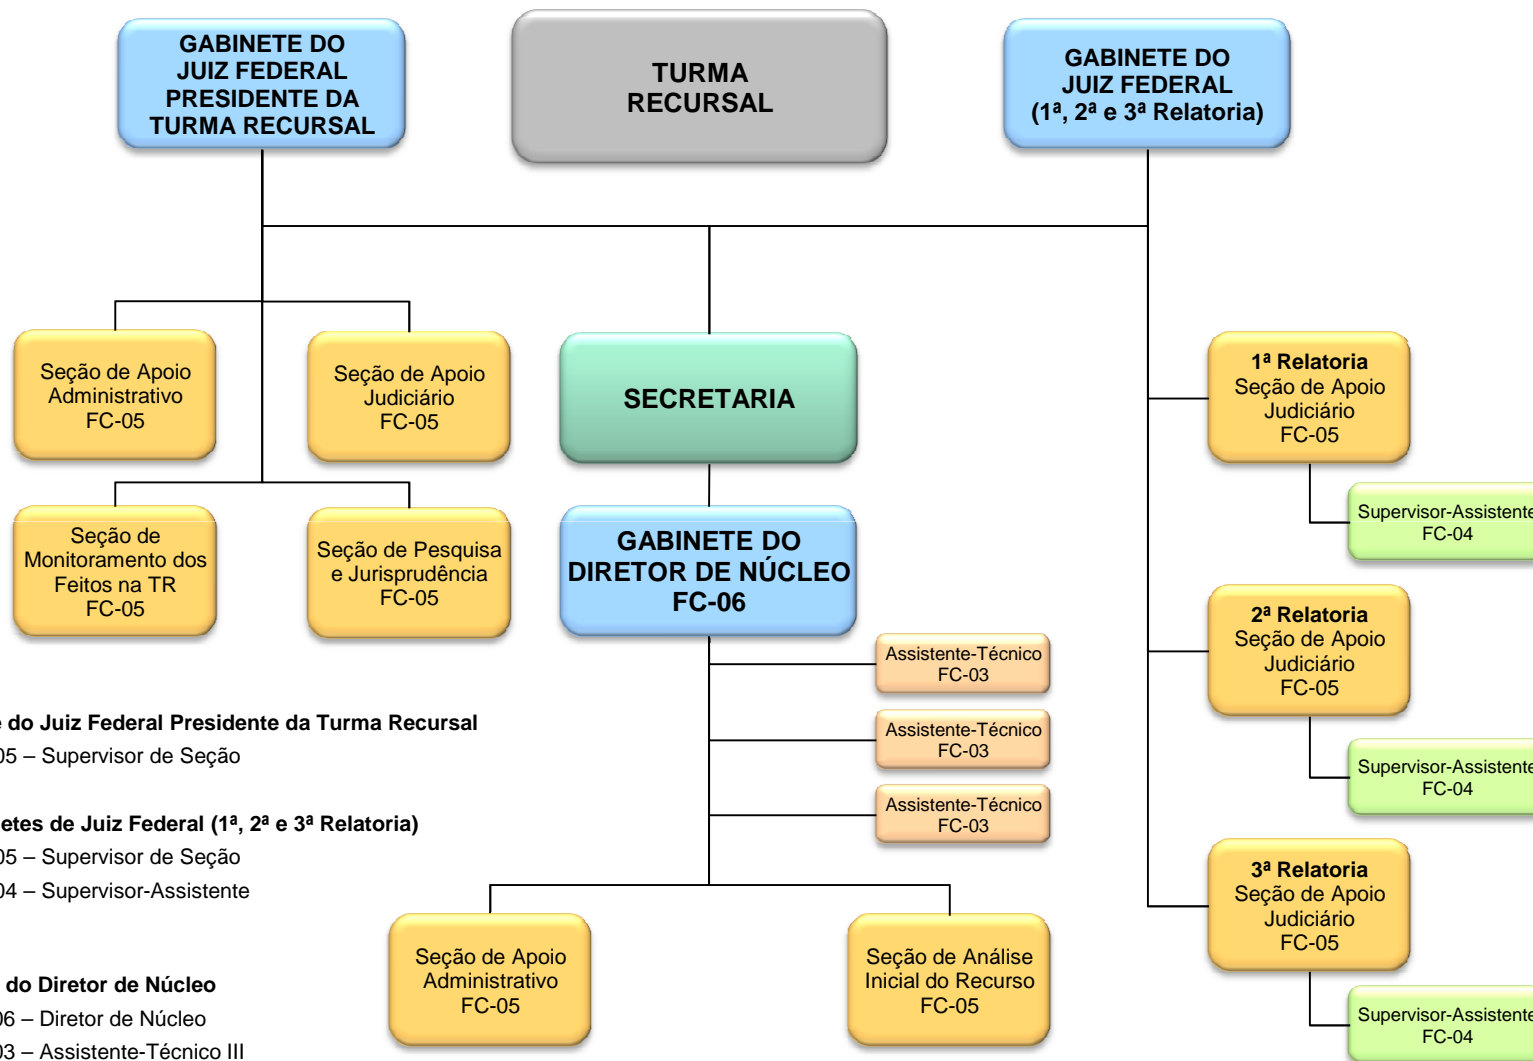 GABINETE DO
JUIZ FEDERAL
PRESIDENTE DA
TURMA RECURSAL
TURMA
RECURSAL
GABINETE DO
JUIZ FEDERAL
(1ª, 2ª e 3ª Relatoria)
Seção de Apoio
Administrativo
FC-05
Seção de Apoio
Judiciário
FC-05
SECRETARIA
1ª Relatoria
Seção de Apoio
Judiciário
FC-05
Supervisor-Assistente
FC-04
Seção de
Monitoramento dos
Feitos na TR
FC-05
Seção de Pesquisa
e Jurisprudência
FC-05
GABINETE DO
DIRETOR DE NÚCLEO
FC-06
2ª Relatoria
Seção de Apoio
Judiciário
FC-05
Supervisor-Assistente
FC-04
Assistente-Técnico
FC-03
Assistente-Técnico
FC-03
Assistente-Técnico
FC-03
do Juiz Federal Presidente da Turma Recursal
05 – Supervisor de Seção
etes de Juiz Federal (1ª, 2ª e 3ª Relatoria)
05 – Supervisor de Seção
04 – Supervisor-Assistente
do Diretor de Núcleo
06 – Diretor de Núcleo
03 – Assistente-Técnico III
Seção de Apoio
Administrativo
FC-05
Seção de Análise
Inicial do Recurso
FC-05
3ª Relatoria
Seção de Apoio
Judiciário
FC-05
Supervisor-Assistente
FC-04